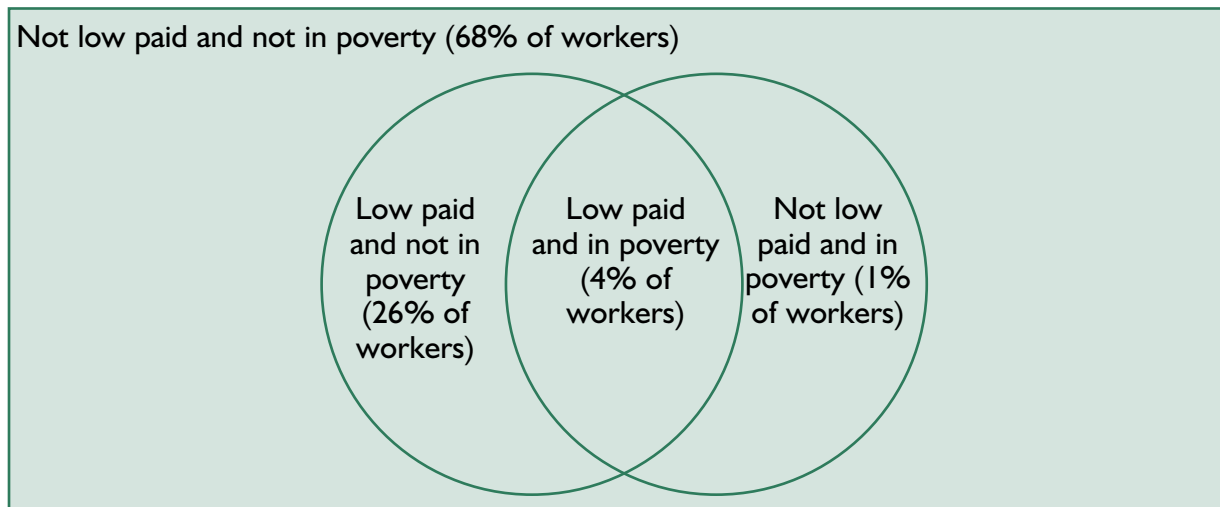 Not low paid and not in poverty (68% of workers)
Low paid
and not in
poverty
(26% of
workers)
Low paid
and in poverty
(4% of
workers)
Not low
paid and in
poverty (1%
of workers)